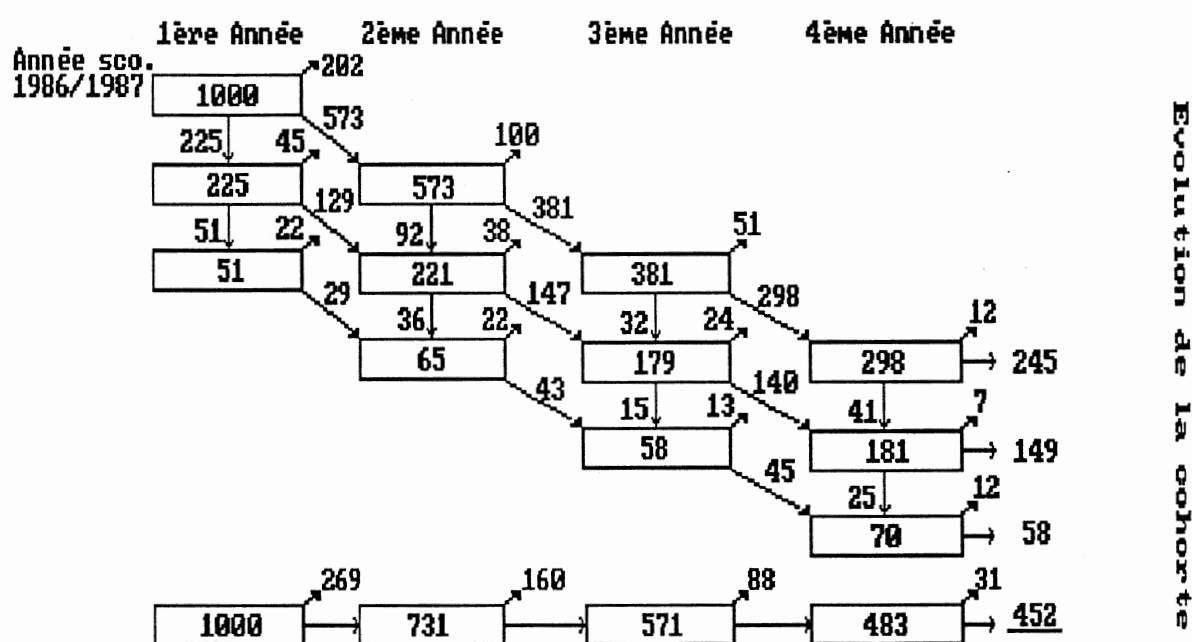 1ère Année 2ème Année 3ème Année 4ème Année
Année sco.
1986/1987
202
1000
573
225 45 100
225 573
129 381
51 22 92 38 51
51 221 381
29 147 298
36 22 32 24 12
65 179 298 245
43 140
15 13 41 7
58 181 149
45
25 12
70 58
269 160 88 31
1000 731 571 483 452
Evolution de la cohorte